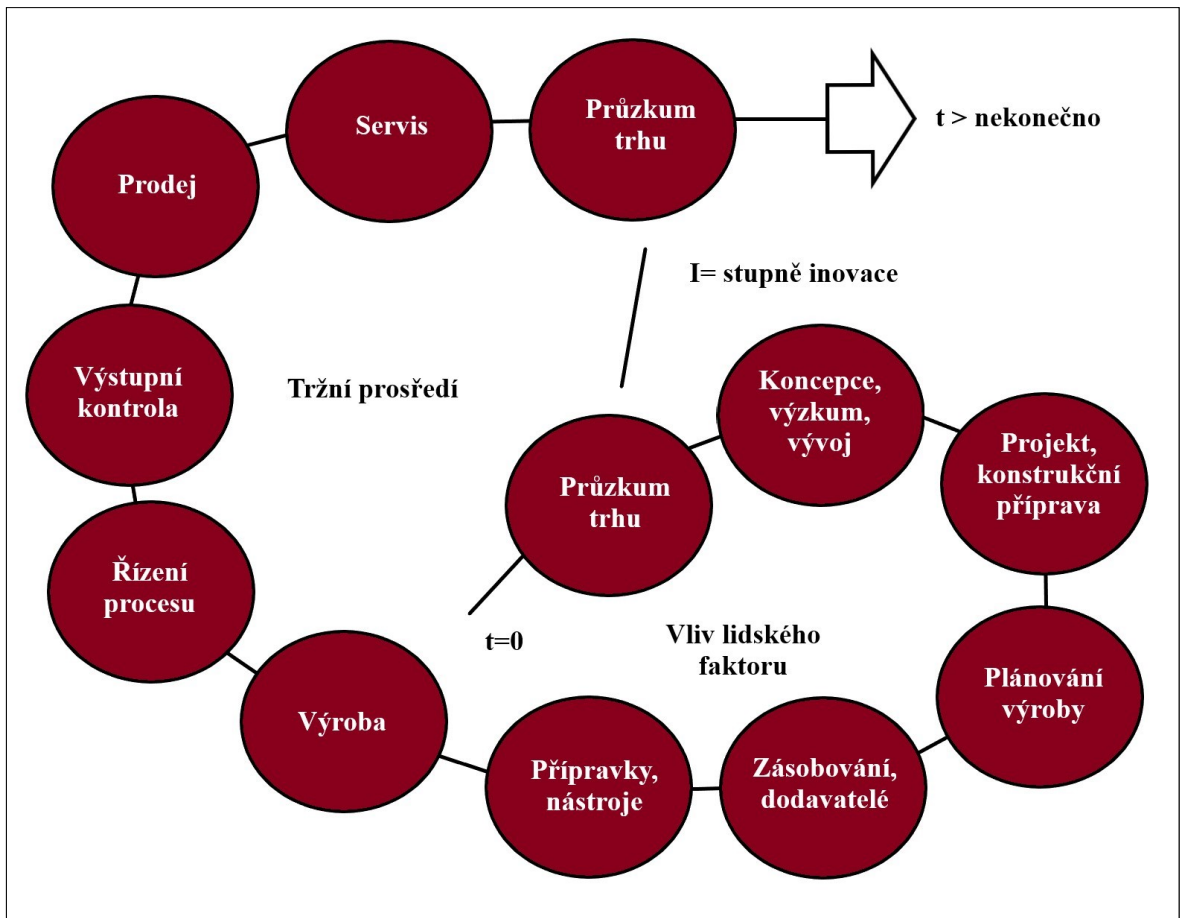 Servis
Průzkum
trhu
t > nekonečno
Prodej
I= stupně inovace
Výstupní
kontrola
Tržní prosředí
Koncepce,
výzkum,
vývoj
Projekt,
konstrukční
příprava
Průzkum
trhu
Řízení
procesu
t=0
Vliv lidského
faktoru
Plánování
výroby
Výroba
Přípravky,
nástroje
Zásobování,
dodavatelé